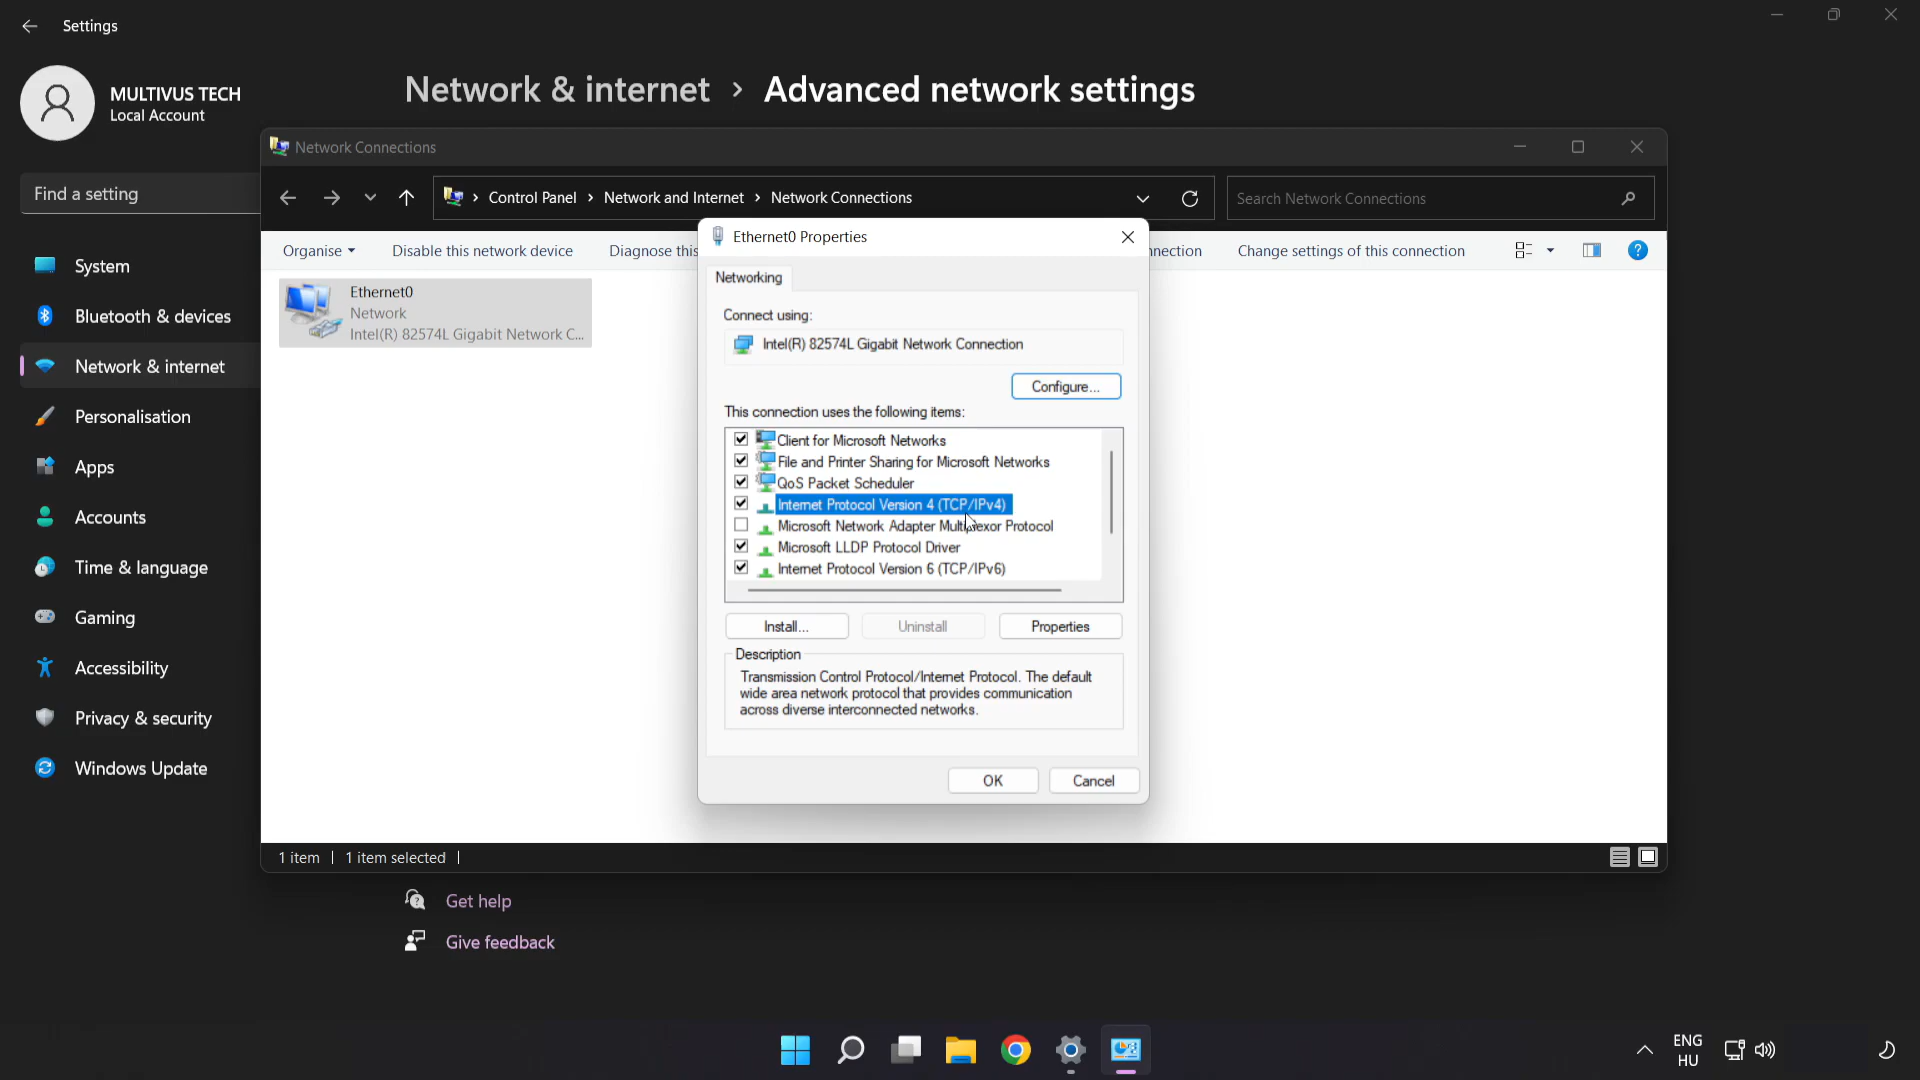 Settings
MULTIVUS TECH
Local Account
Find a setting
System
Bluetooth & devices
Network & internet
Personalisation
Apps
Accounts
Time & language
Gaming
Accessibility
Privacy & security
Windows Update
Network & internet › Advanced network settings
Network Connections
Control Panel › Network and Internet › Network Connections
Search Network Connections
Organise
Disable this network device
Diagnose this
nnection
Change settings of this connection
Ethernet0
Network
Intel(R) 82574L Gigabit Network C...
Ethernet0 Properties
Networking
Connect using:
Intel(R) 82574L Gigabit Network Connection
Configure...
This connection uses the following items:
Client for Microsoft Networks
File and Printer Sharing for Microsoft Networks
QoS Packet Scheduler
Internet Protocol Version 4 (TCP/IPv4)
Microsoft Network Adapter Multiplexor Protocol
Microsoft LLDP Protocol Driver
Internet Protocol Version 6 (TCP/IPv6)
Install...
Uninstall
Properties
Description
Transmission Control Protocol/Internet Protocol. The default
wide area network protocol that provides communication
across diverse interconnected networks.
OK
Cancel
1 item
1 item selected
Get help
Give feedback
ENG
HU